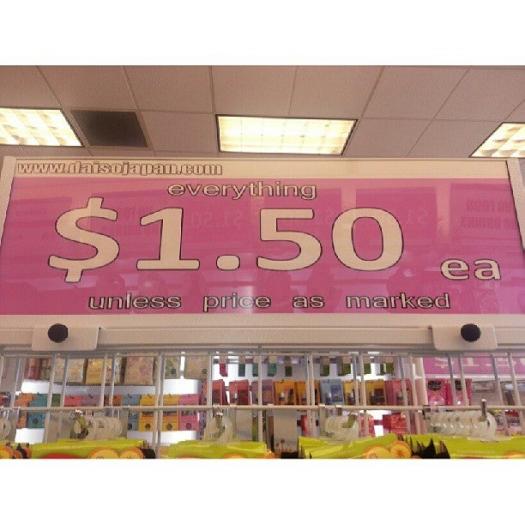 www.daisojapan.com
everything
$1.50 ea
unless price as marked